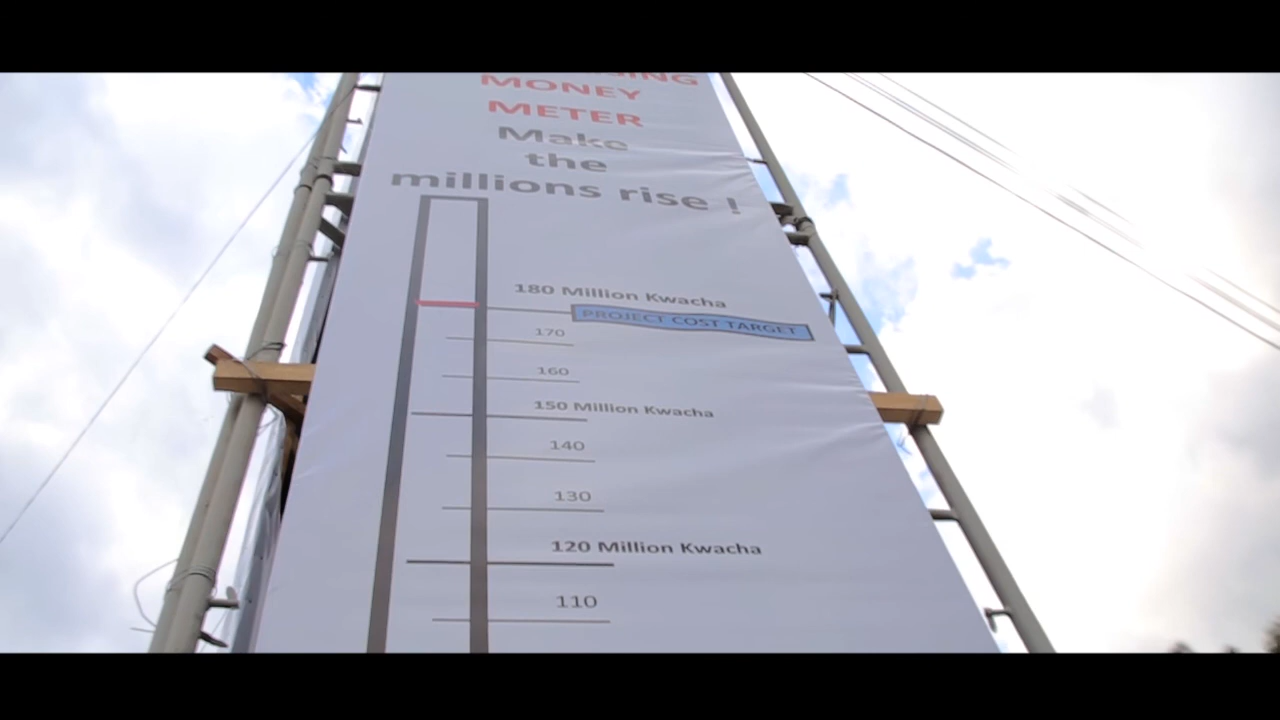 MONEY
METER
Make
the
millions rise !
180 Million Kwacha
PROJECT COST TARGET
170
160
150 Million Kwacha
140
130
120 Million Kwacha
110